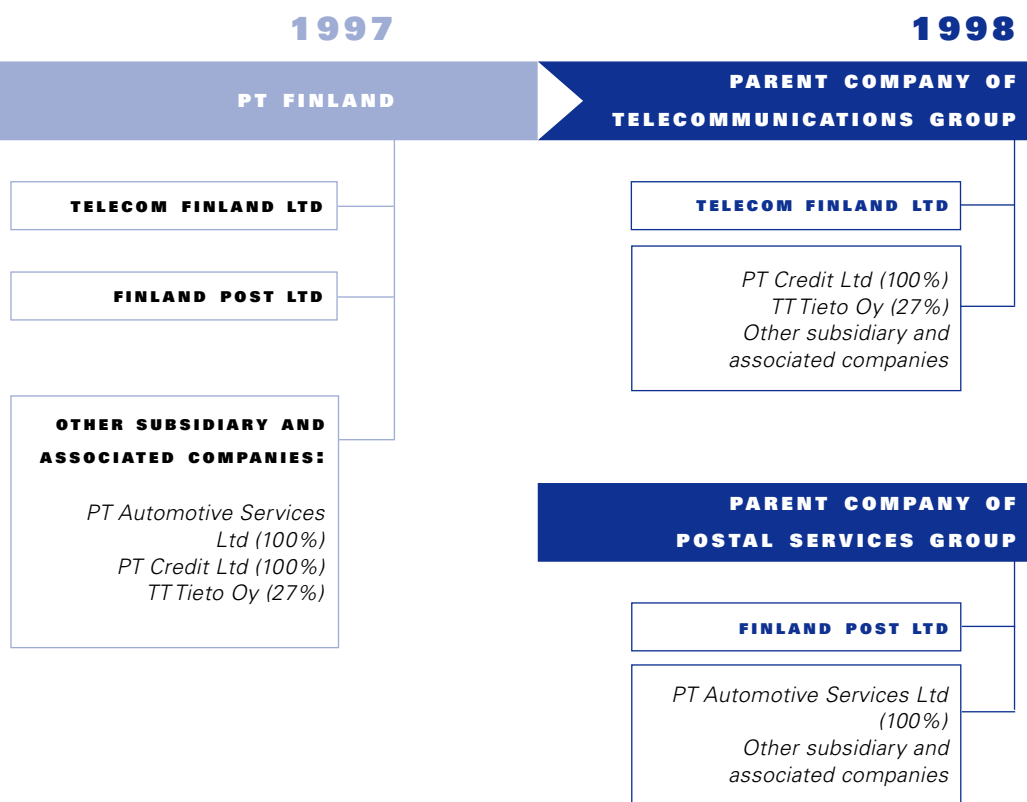 1997
PT FINLAND
TELECOM FINLAND LTD
FINLAND POST LTD
OTHER SUBSIDIARY AND
ASSOCIATED COMPANIES:
PT Automotive Services
Ltd (100%)
PT Credit Ltd (100%)
TT Tieto Oy (27%)
1998
PARENT COMPANY OF
TELECOMMUNICATIONS GROUP
TELECOM FINLAND LTD
PT Credit Ltd (100%)
TT Tieto Oy (27%)
Other subsidiary and
associated companies
PARENT COMPANY OF
POSTAL SERVICES GROUP
FINLAND POST LTD
PT Automotive Services Ltd
(100%)
Other subsidiary and
associated companies